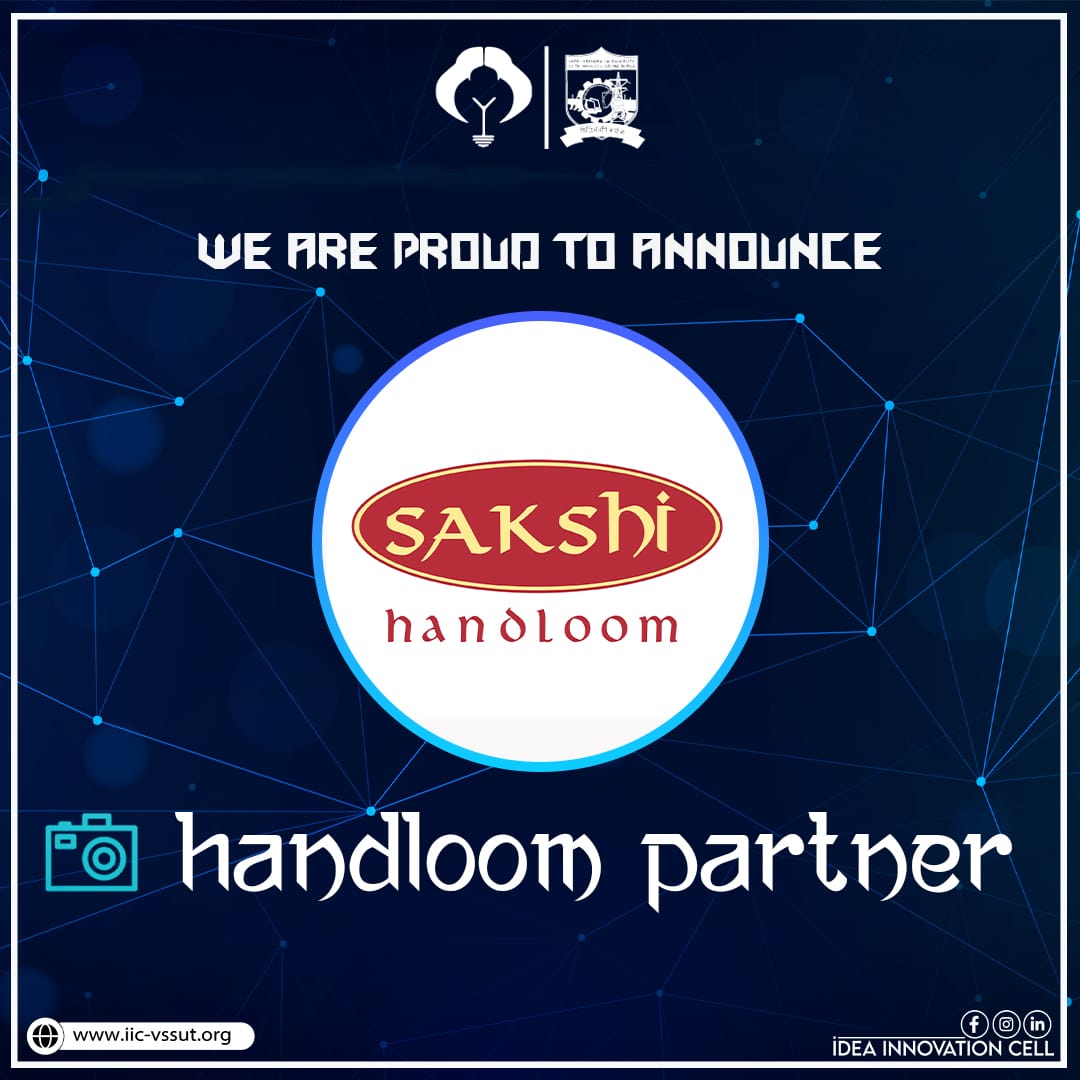 WE ARE PROUD TO ANNOUNCE
SAKshi
handloom
handloom partner
www.iic-vssut.org
iDEA INNOVATION CELL